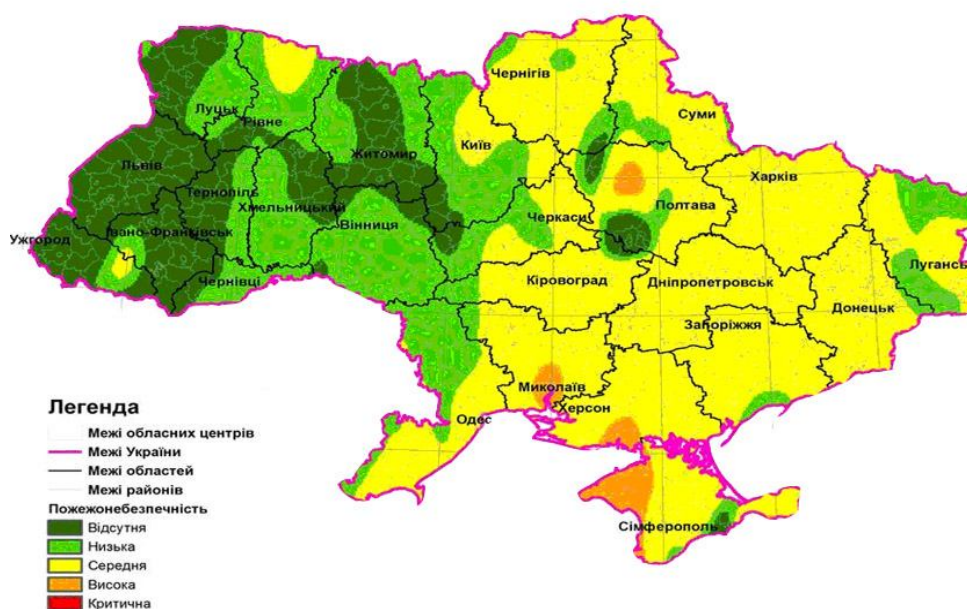 Чернігів
Суми
Луцьк
Рівне
Київ
Житомир
Львів
Харків
Тернопіль
Хмельницький
Полтава
Черкаси
Вінниця
Ужгород
Івано-Франківськ
Чернівці
Луганськ
Кіровоград
Дніпропетровськ
Донецьк
Запоріжжя
Миколаїв
Херсон
Одес
Сімферополь
Легенда
Межі обласних центрів
Межі України
Межі областей
Межі районів
Пожежонебезпечність
Відсутня
Низька
Середня
Висока
Критична